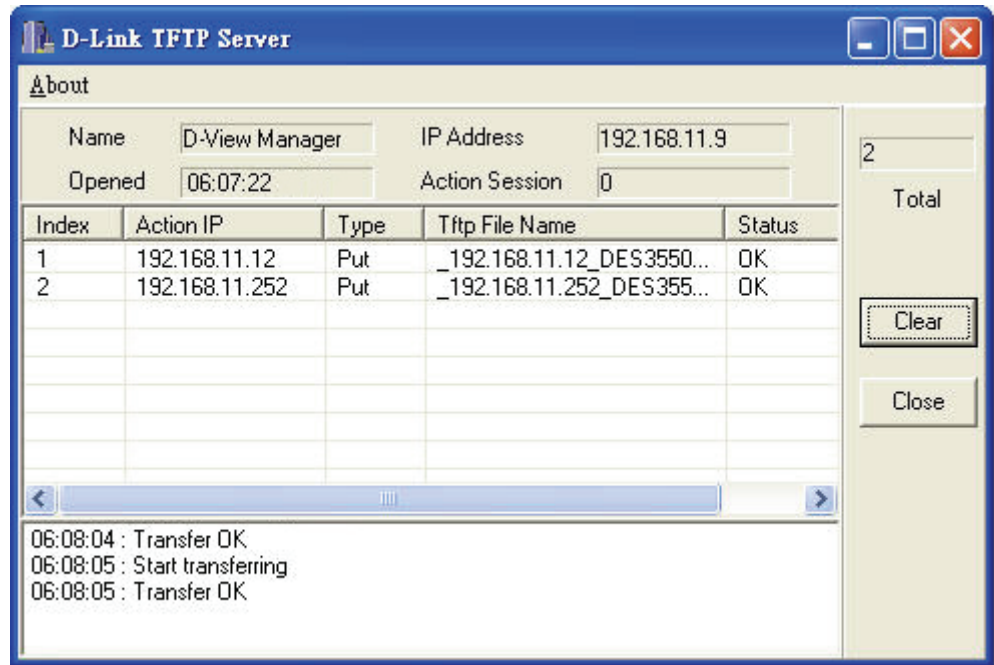 D-Link TFTP Server
About
Name D-View Manager IP Address 192.168.11.9
Opened 06:07:22 Action Session 0
2
Total
Index Action IP Type Tftp File Name Status
1 192.168.11.12 Put _192.168.11.12_DES3550... OK
2 192.168.11.252 Put _192.168.11.252_DES355... OK
Clear
Close
06:08:04 : Transfer OK
06:08:05 : Start transferring
06:08:05 : Transfer OK